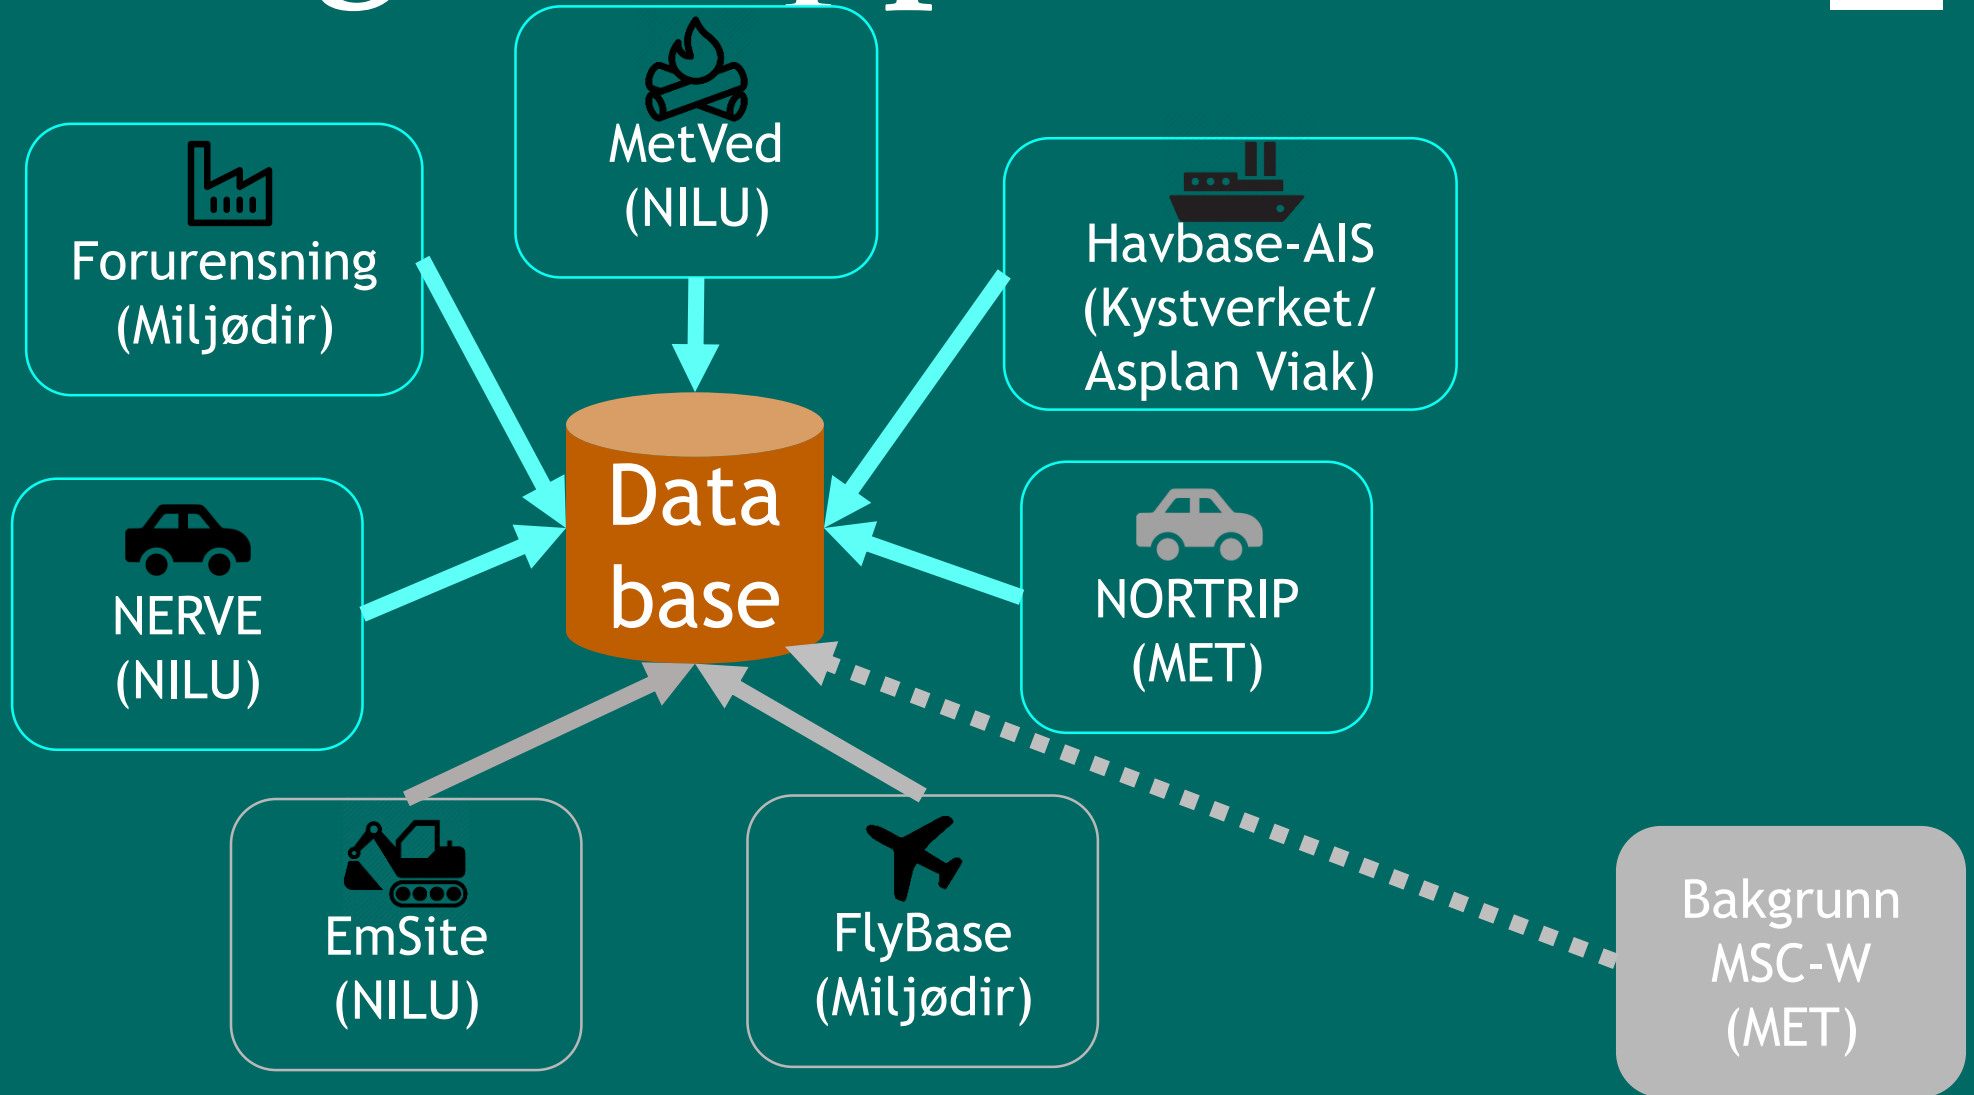 MetVed
(NILU)
Forurensning
(Miljødir)
Havbase-AIS
(Kystverket/
Asplan Viak)
Data
base
NERVE
(NILU)
NORTRIP
(MET)
EmSite
(NILU)
FlyBase
(Miljødir)
Bakgrunn
MSC-W
(MET)